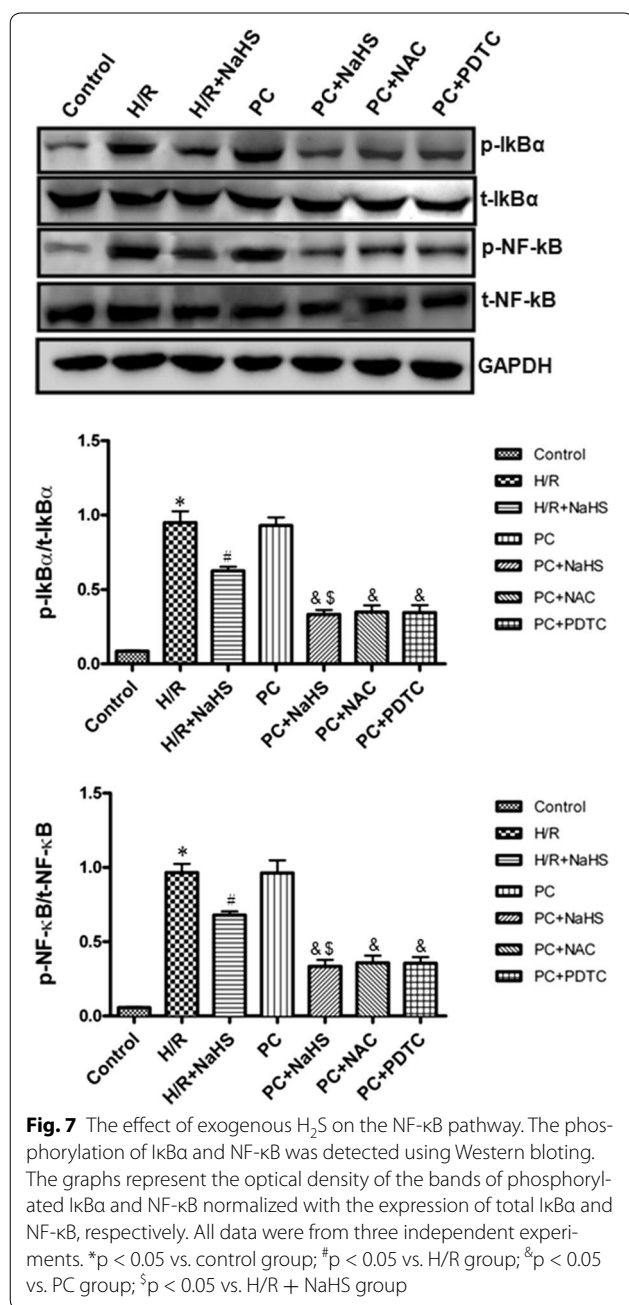 Control H/R H/R+NaHS PC PC+NaHS PC+NAC PC+PDTC
p-IkBα
t-IkBα
p-NF-kB
t-NF-kB
GAPDH
p-IkBα/t-IkBα
1.5
1.0
0.5
0.0
* # & $ & &
Control H/R H/R+NaHS PC PC+NaHS PC+NAC PC+PDTC
Control
H/R
H/R+NaHS
PC
PC+NaHS
PC+NAC
PC+PDTC
p-NF-κB/t-NF-κB
1.5
1.0
0.5
0.0
* # & $ & &
Control H/R H/R+NaHS PC PC+NaHS PC+NAC PC+PDTC
Control
H/R
H/R+NaHS
PC
PC+NaHS
PC+NAC
PC+PDTC
Fig. 7 The effect of exogenous H₂S on the NF-κB pathway. The phos-
phorylation of IκBα and NF-κB was detected using Western bloting.
The graphs represent the optical density of the bands of phosphoryl-
ated IκBα and NF-κB normalized with the expression of total IκBα and
NF-κB, respectively. All data were from three independent experi-
ments. *p < 0.05 vs. control group; #p < 0.05 vs. H/R group; &p < 0.05
vs. PC group; $p < 0.05 vs. H/R + NaHS group